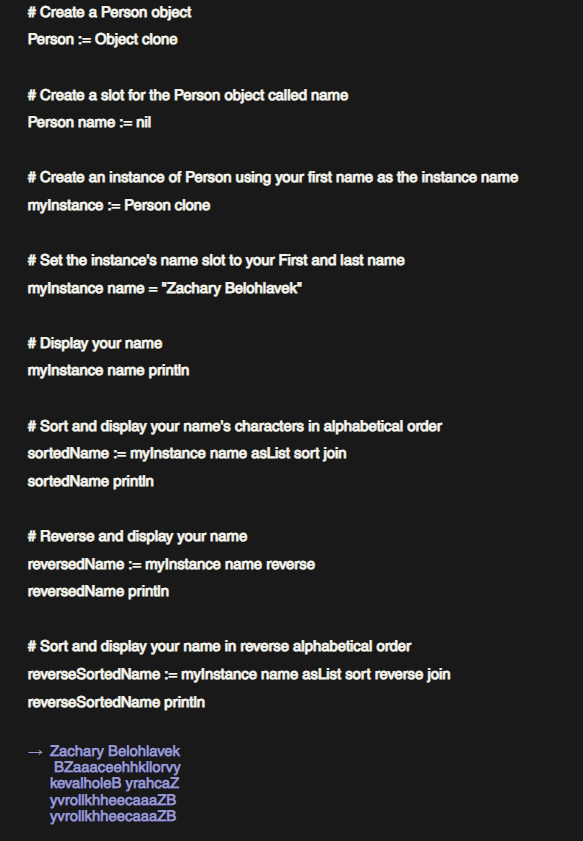 # Create a Person object
Person := Object clone
# Create a slot for the Person object called name
Person name := nil
# Create an instance of Person using your first name as the instance name
myInstance := Person clone
# Set the instance's name slot to your First and last name
myInstance name = "Zachary Belohlavek"
# Display your name
myInstance name println
# Sort and display your name's characters in alphabetical order
sortedName := myInstance name asList sort join
sortedName println
# Reverse and display your name
reversedName := myInstance name reverse
reversedName println
# Sort and display your name in reverse alphabetical order
reverseSortedName := myInstance name asList sort reverse join
reverseSortedName println
→ Zachary Belohlavek
BZaaaceehhkllorvy
kevalholeB yrahcaZ
yvrollkhheecaaaZB
yvrollkhheecaaaZB